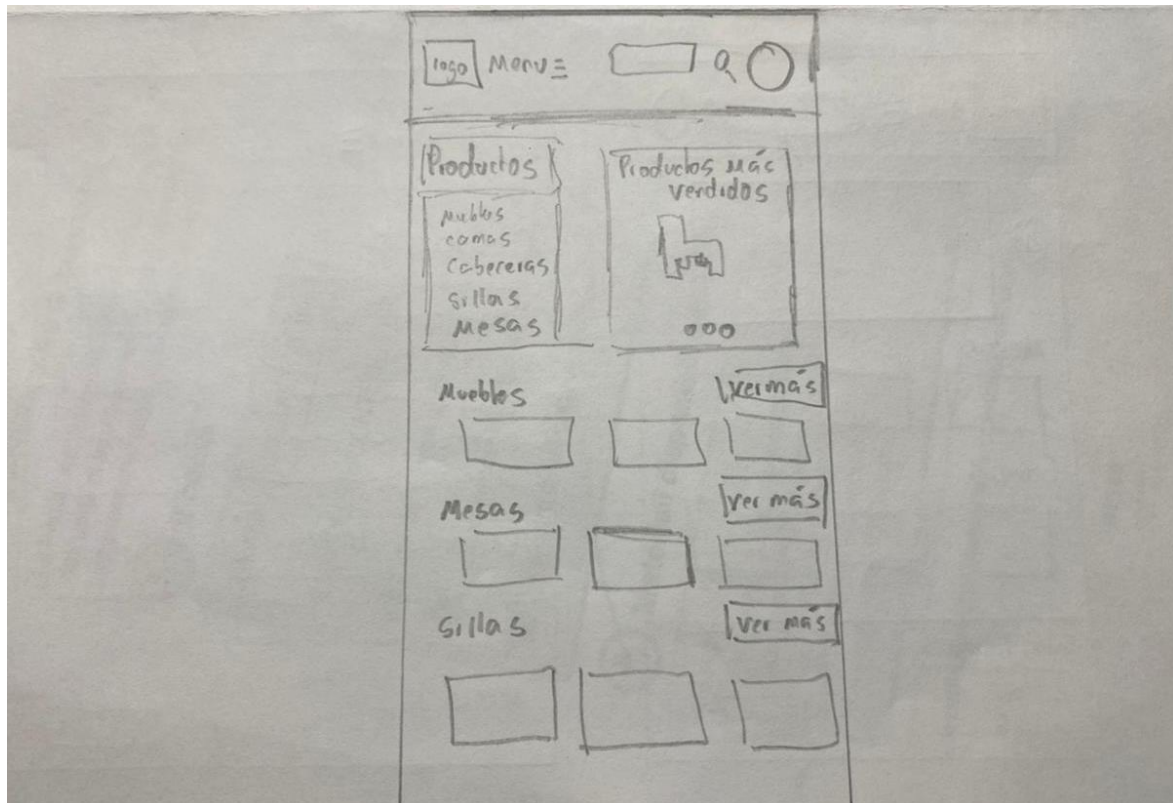 logo Menu
Productos
Muebles
camas
Cabeceras
Sillas
Mesas
Productos más
vendidos
Muebles
ver más
Mesas
Ver más
Sillas
Ver más